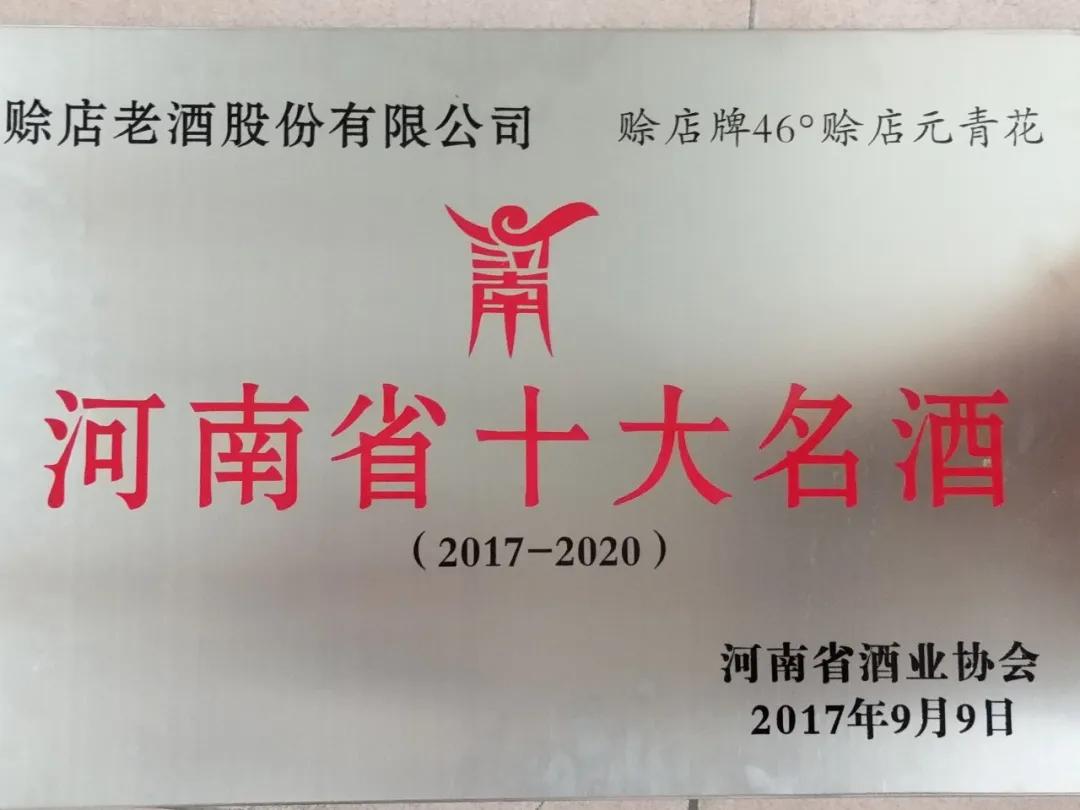 赊店老酒股份有限公司 赊店牌46°赊店元青花
河南
河南省十大名酒
（2017-2020）
河南省酒业协会
2017年9月9日